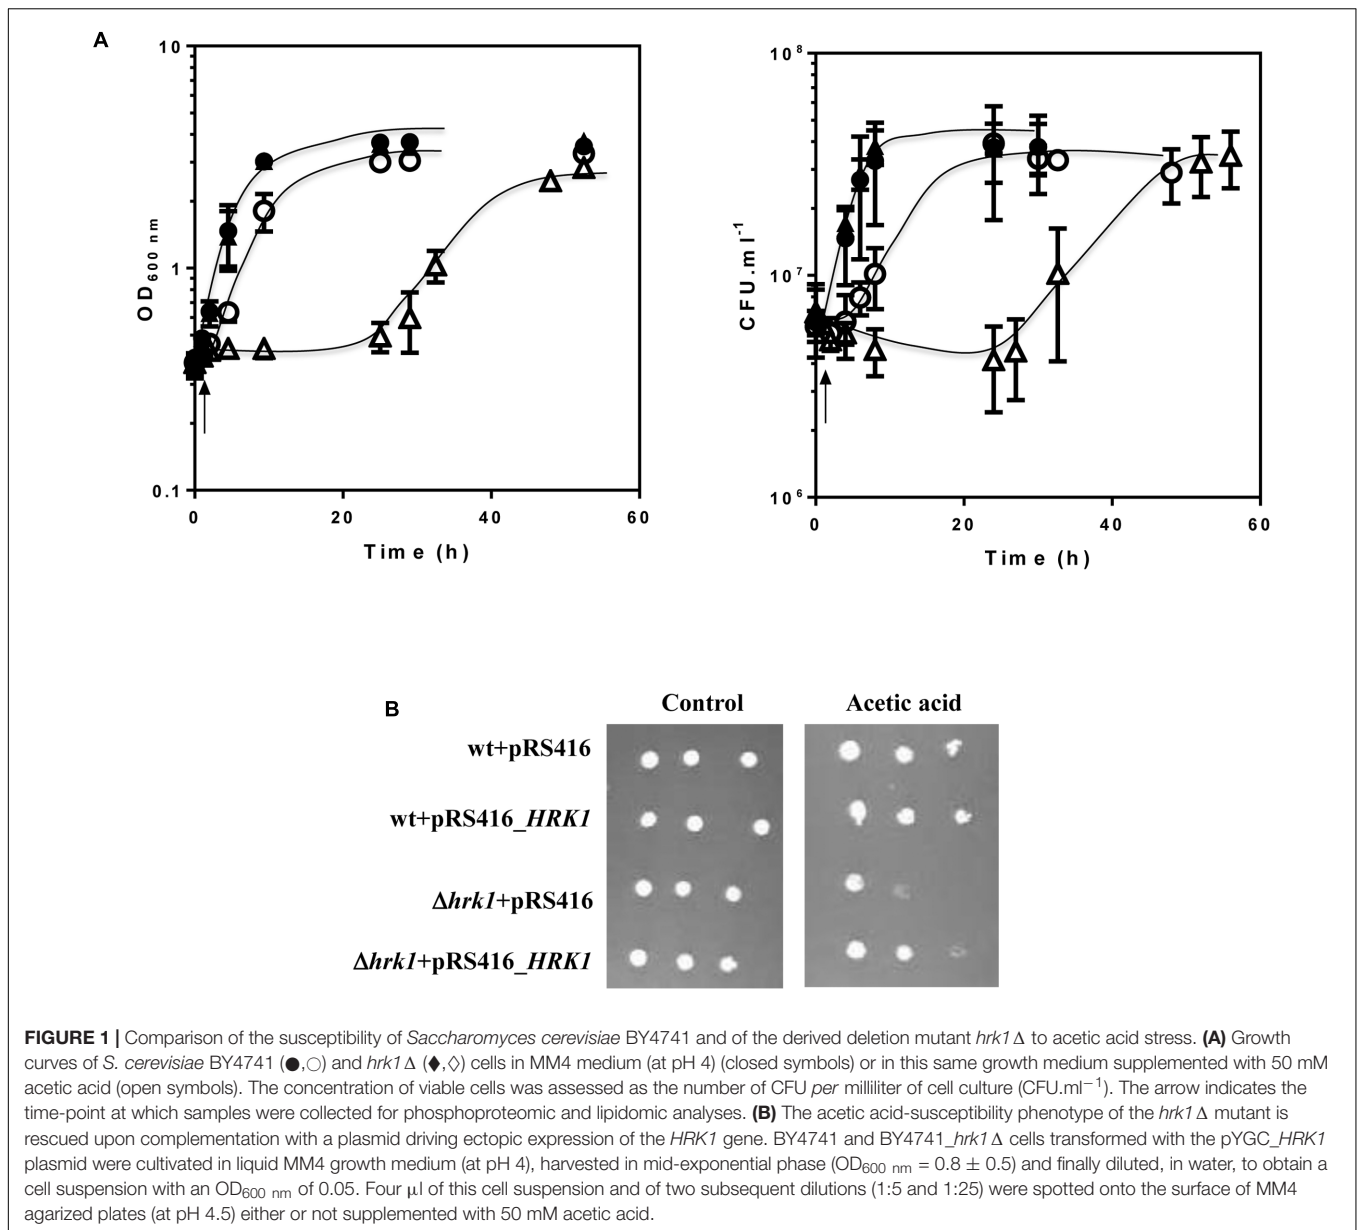 A
10
1
0.1
OD600 nm
0 20 40 60
Time (h)
10^8
10^7
10^6
CFU.ml^-1
0 20 40 60
Time (h)
B
Control Acetic acid
wt+pRS416
wt+pRS416_HRK1
Δhrk1+pRS416
Δhrk1+pRS416_HRK1
FIGURE 1 | Comparison of the susceptibility of Saccharomyces cerevisiae BY4741 and of the derived deletion mutant hrk1Δ to acetic acid stress. (A) Growth
curves of S. cerevisiae BY4741 (●,○) and hrk1Δ (♦,◊) cells in MM4 medium (at pH 4) (closed symbols) or in this same growth medium supplemented with 50 mM
acetic acid (open symbols). The concentration of viable cells was assessed as the number of CFU per milliliter of cell culture (CFU.ml−1). The arrow indicates the
time-point at which samples were collected for phosphoproteomic and lipidomic analyses. (B) The acetic acid-susceptibility phenotype of the hrk1Δ mutant is
rescued upon complementation with a plasmid driving ectopic expression of the HRK1 gene. BY4741 and BY4741_hrk1Δ cells transformed with the pYGC_HRK1
plasmid were cultivated in liquid MM4 growth medium (at pH 4), harvested in mid-exponential phase (OD600 nm = 0.8 ± 0.5) and finally diluted, in water, to obtain a
cell suspension with an OD600 nm of 0.05. Four μl of this cell suspension and of two subsequent dilutions (1:5 and 1:25) were spotted onto the surface of MM4
agarized plates (at pH 4.5) either or not supplemented with 50 mM acetic acid.